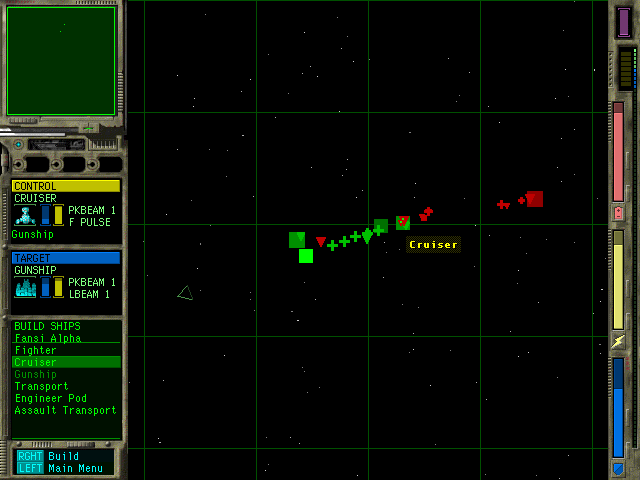 CONTROL
CRUISER
PKBEAM 1
F PULSE
Gunship
TARGET
GUNSHIP
PKBEAM 1
LBEAM 1
BUILD SHIPS
Fansi Alpha
Fighter
Cruiser
Gunship
Transport
Engineer Pod
Assault Transport
RGHT Build
LEFT Main Menu
Cruiser